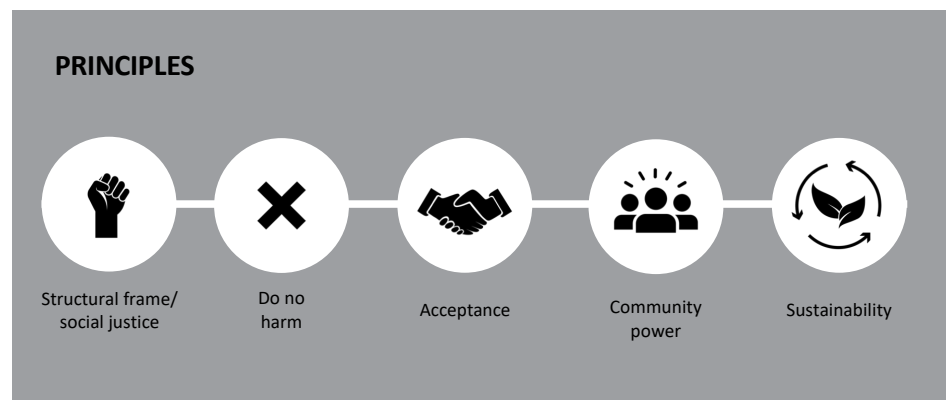 PRINCIPLES
Structural frame/
social justice
Do no
harm
Acceptance
Community
power
Sustainability